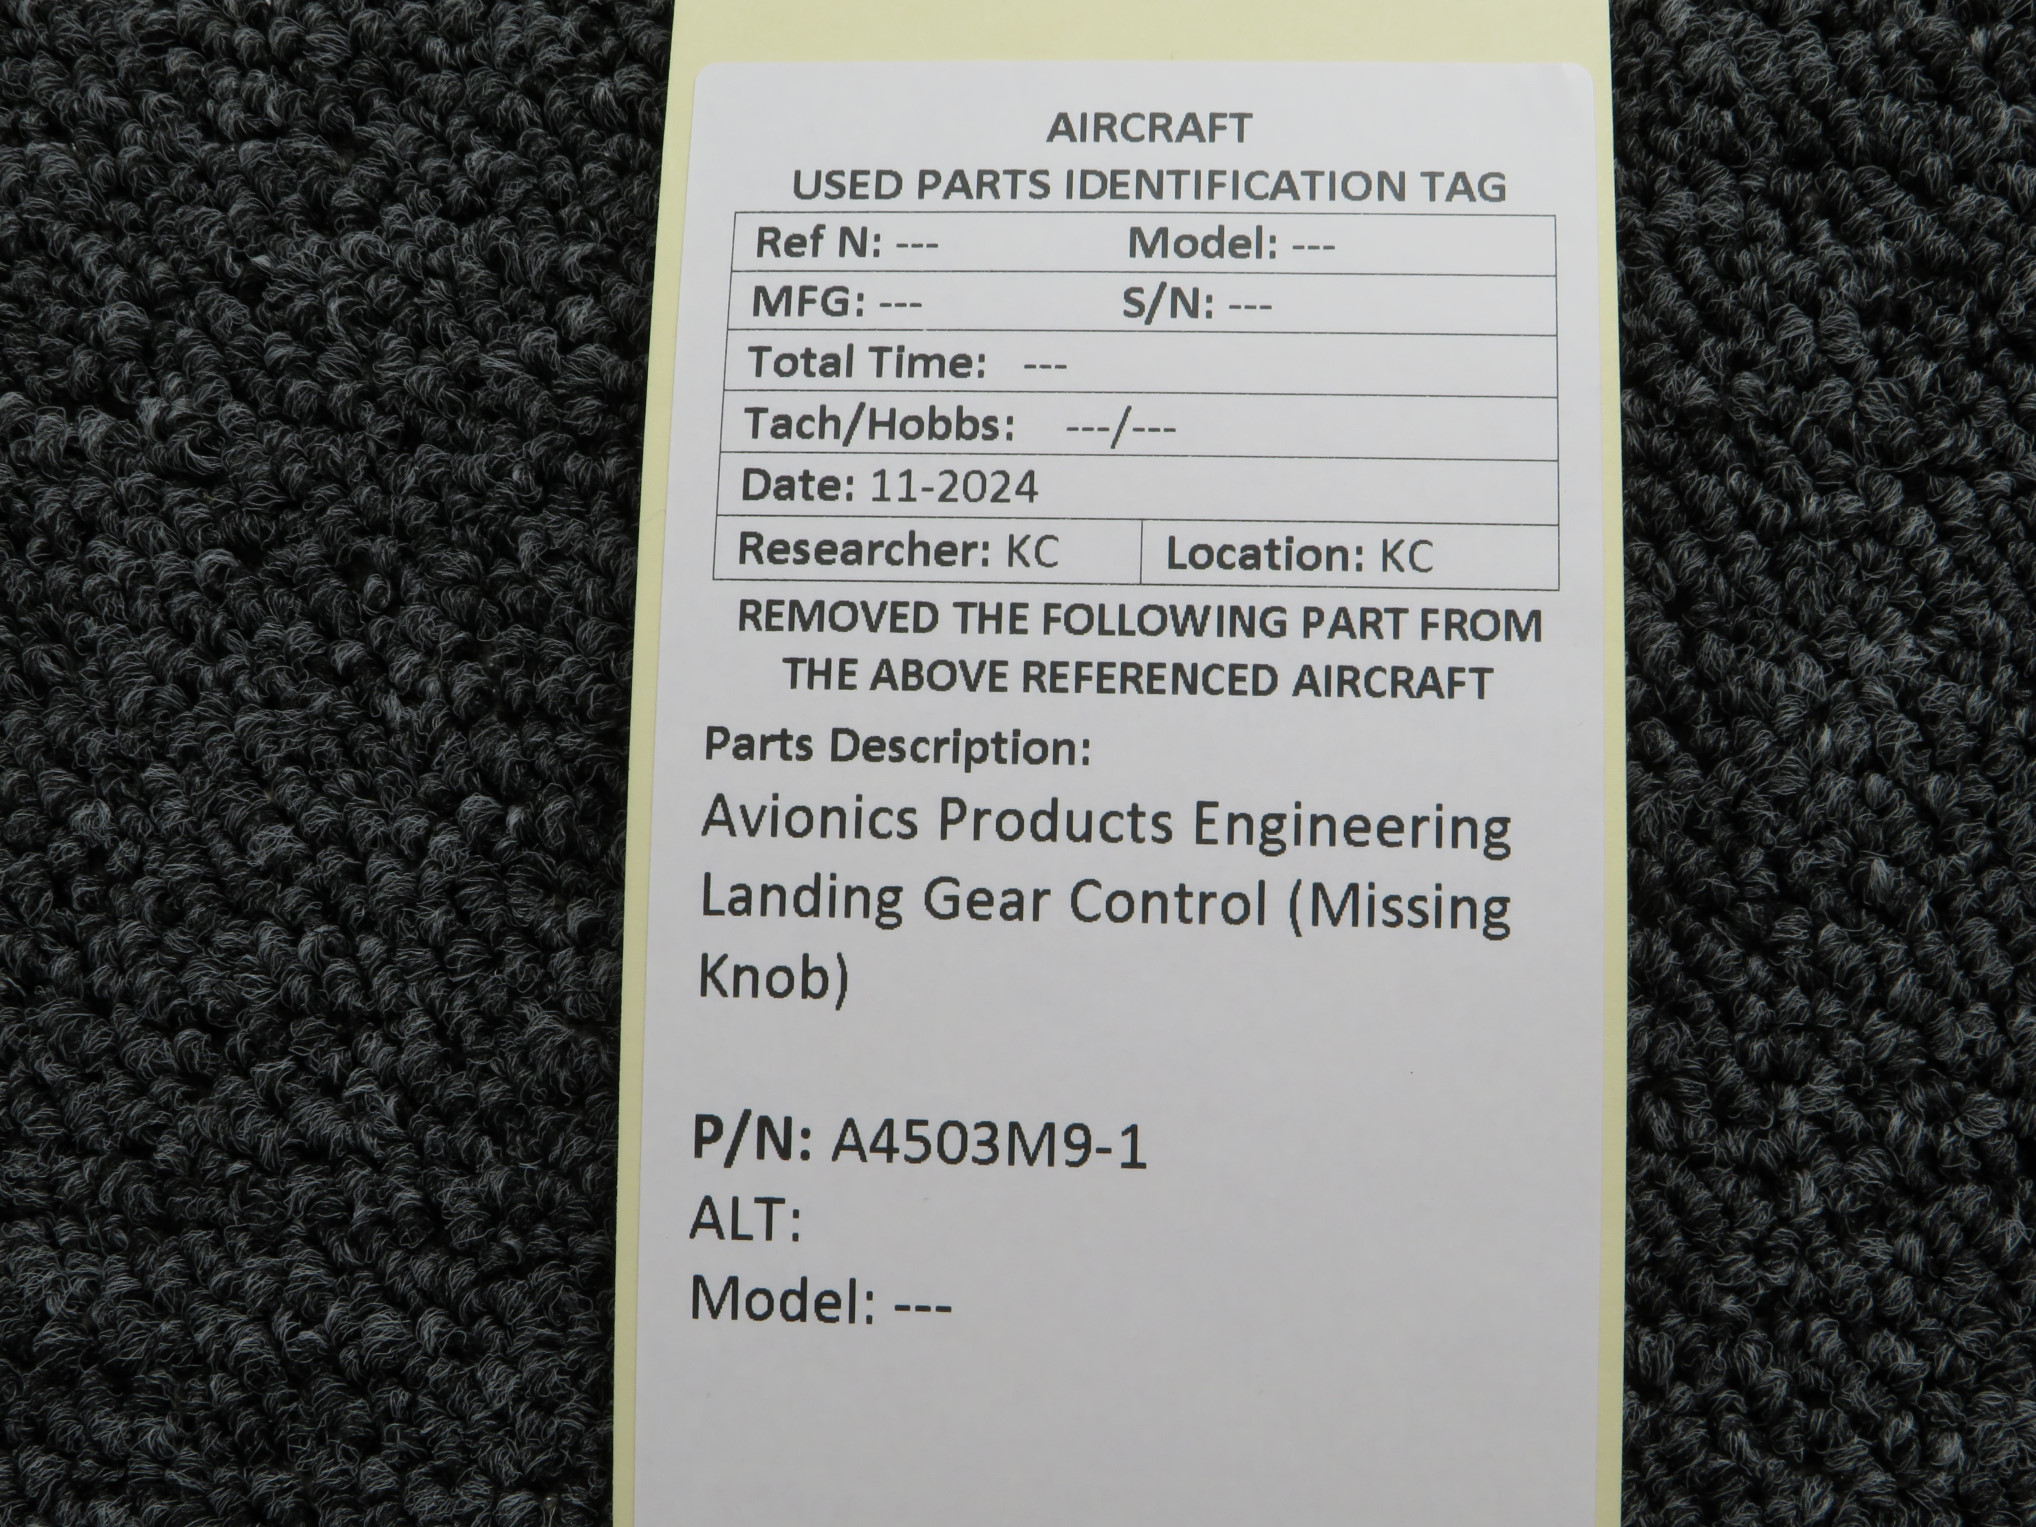 AIRCRAFT
USED PARTS IDENTIFICATION TAG
Ref N: --- Model: ---
MFG: --- S/N: ---
Total Time: ---
Tach/Hobbs: ---/---
Date: 11-2024
Researcher: KC Location: KC
REMOVED THE FOLLOWING PART FROM
THE ABOVE REFERENCED AIRCRAFT
Parts Description:
Avionics Products Engineering
Landing Gear Control (Missing
Knob)
P/N: A4503M9-1
ALT:
Model: ---